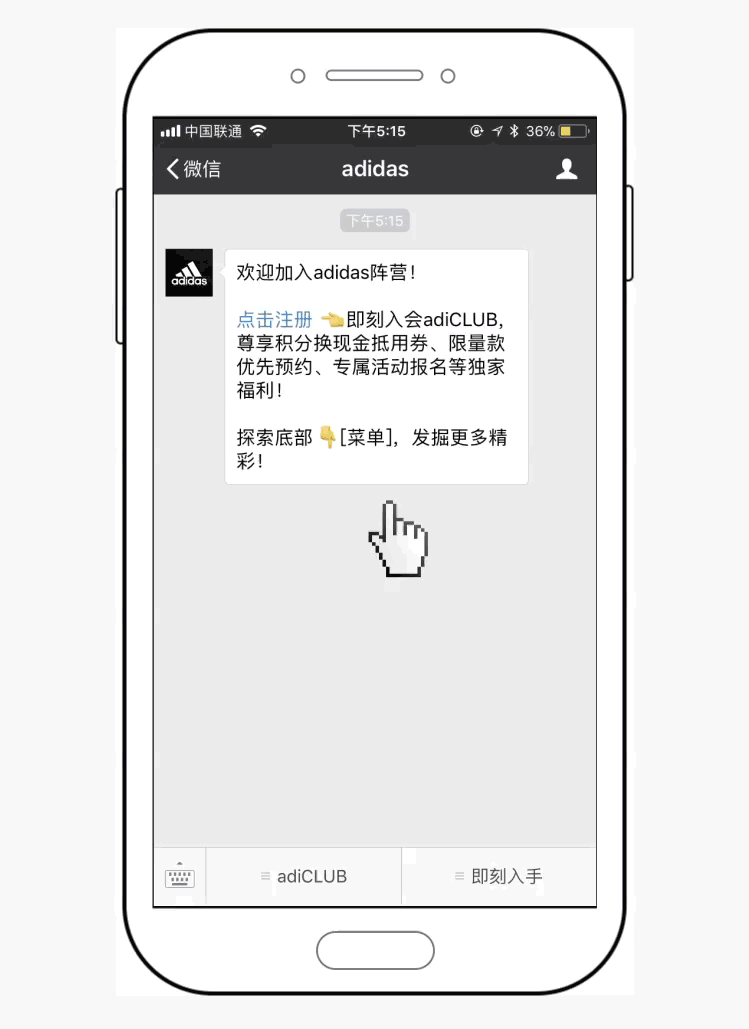 中国联通 下午5:15 36%
微信 adidas
下午5:15
adidas
欢迎加入adidas阵营！
点击注册 👈即刻入会adiCLUB,
尊享积分换现金抵用券、限量款
优先预约、专属活动报名等独家
福利！
探索底部👇[菜单]，发掘更多精
彩！
adiCLUB 即刻入手